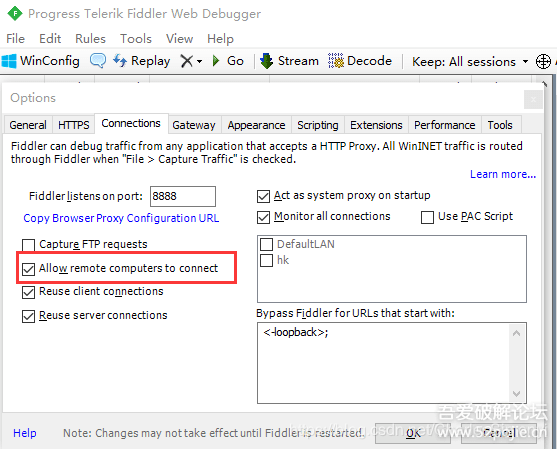 Progress Telerik Fiddler Web Debugger
File Edit Rules Tools View Help
WinConfig Replay Go Stream Decode Keep: All sessions
Options
General HTTPS Connections Gateway Appearance Scripting Extensions Performance Tools
Fiddler can debug traffic from any application that accepts a HTTP Proxy. All WinINET traffic is routed
through Fiddler when "File > Capture Traffic" is checked.
Learn more...
Fiddler listens on port: 8888
Copy Browser Proxy Configuration URL
Act as system proxy on startup
Monitor all connections Use PAC Script
Capture FTP requests
Allow remote computers to connect
Reuse client connections
Reuse server connections
DefaultLAN
hk
Bypass Fiddler for URLs that start with:
<-loopback>;
吾爱破解论坛
Help Note: Changes may not take effect until Fiddler is restarted. OK Cancel